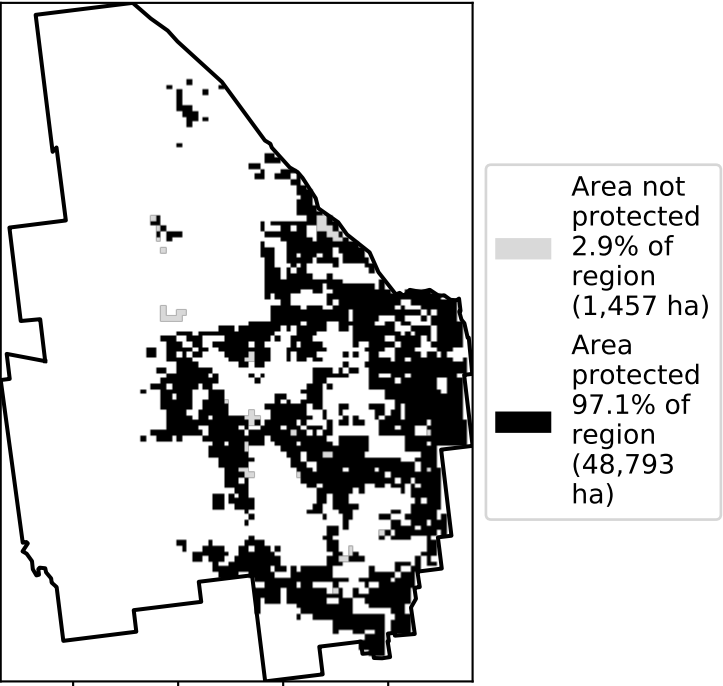 Area not
protected
2.9% of
region
(1,457 ha)
Area
protected
97.1% of
region
(48,793
ha)